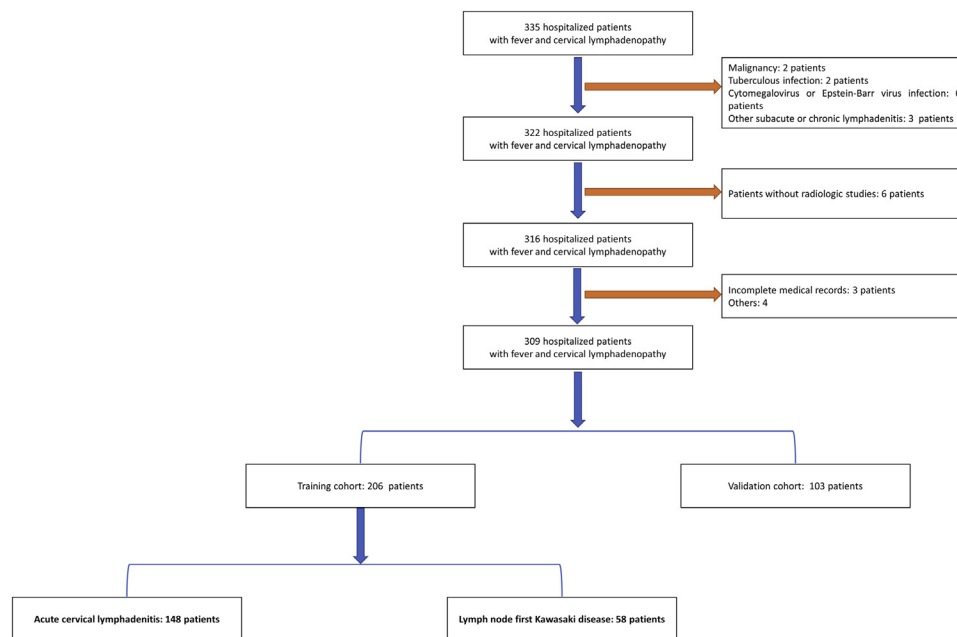 335 hospitalized patients
with fever and cervical lymphadenopathy
Malignancy: 2 patients
Tuberculous infection: 2 patients
Cytomegalovirus or Epstein-Barr virus infection:
patients
Other subacute or chronic lymphadenitis: 3 patients
322 hospitalized patients
with fever and cervical lymphadenopathy
Patients without radiologic studies: 6 patients
316 hospitalized patients
with fever and cervical lymphadenopathy
Incomplete medical records: 3 patients
Others: 4
309 hospitalized patients
with fever and cervical lymphadenopathy
Training cohort: 206 patients
Validation cohort: 103 patients
Acute cervical lymphadenitis: 148 patients
Lymph node first Kawasaki disease: 58 patients